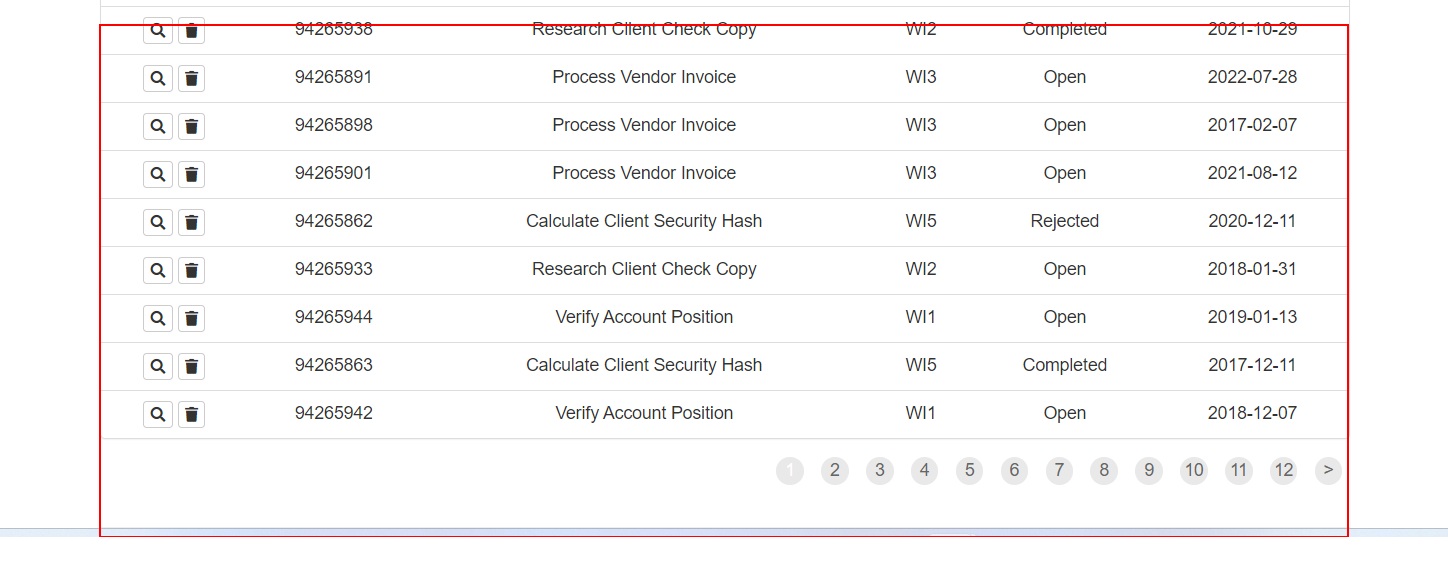 94265938 Research Client Check Copy WI2 Completed 2021-10-29
94265891 Process Vendor Invoice WI3 Open 2022-07-28
94265898 Process Vendor Invoice WI3 Open 2017-02-07
94265901 Process Vendor Invoice WI3 Open 2021-08-12
94265862 Calculate Client Security Hash WI5 Rejected 2020-12-11
94265933 Research Client Check Copy WI2 Open 2018-01-31
94265944 Verify Account Position WI1 Open 2019-01-13
94265863 Calculate Client Security Hash WI5 Completed 2017-12-11
94265942 Verify Account Position WI1 Open 2018-12-07
1 2 3 4 5 6 7 8 9 10 11 12 >